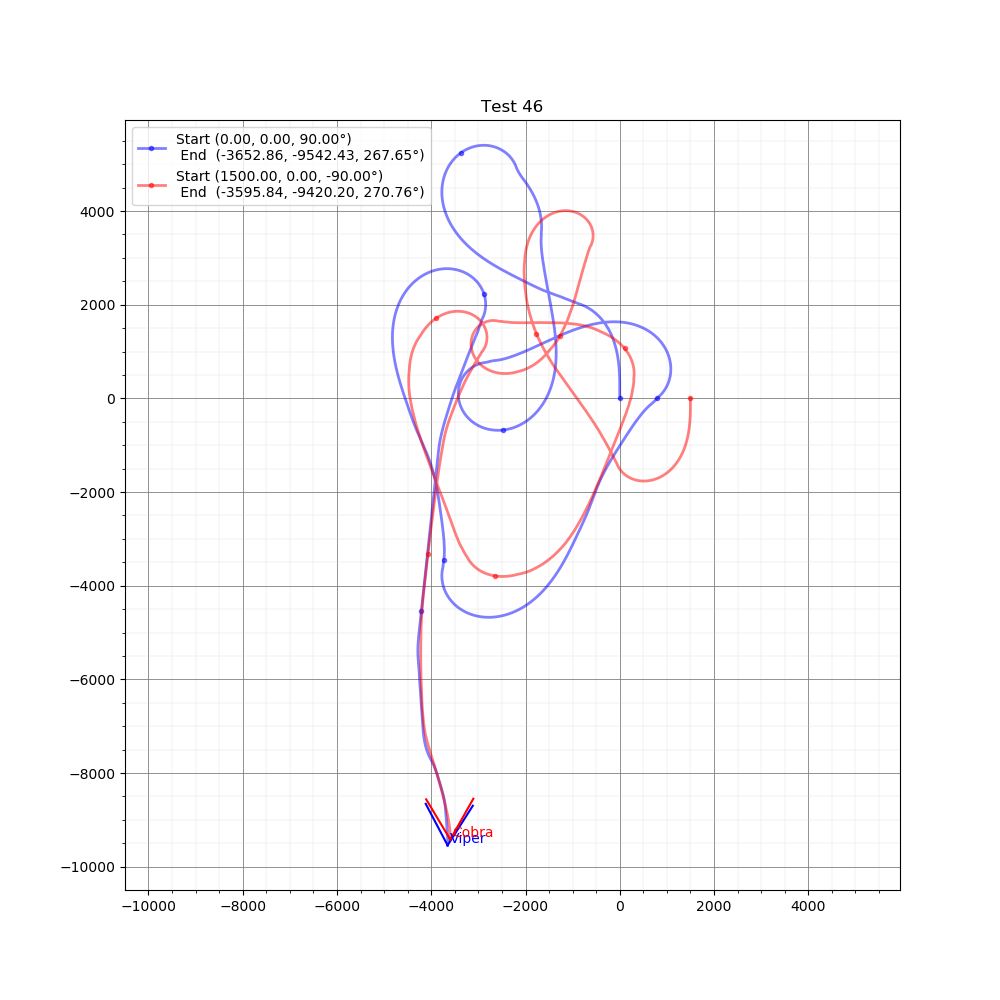 Test 46
Start (0.00, 0.00, 90.00°)
End (-3652.86, -9542.43, 267.65°)
Start (1500.00, 0.00, -90.00°)
End (-3595.84, -9420.20, 270.76°)
4000
2000
0
−2000
−4000
−6000
−8000
−10000
Cobra
Viper
−10000 −8000 −6000 −4000 −2000 0 2000 4000